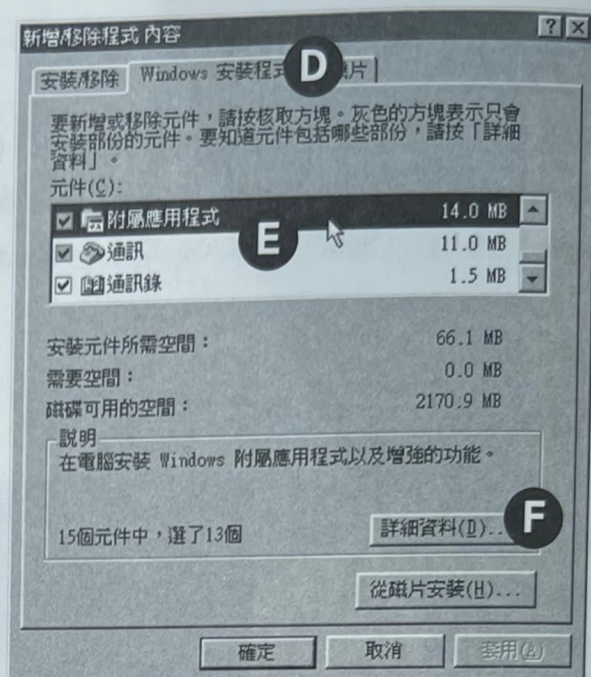 新增/移除程式 內容
? ×
安裝/移除 Windows 安裝程 D 片
要新增或移除元件，請按核取方塊。灰色的方塊表示只會
安裝部份的元件。要知道元件包括哪些部份，請按「詳細
資料」。
元件(C):
附屬應用程式 14.0 MB
E
通訊 11.0 MB
通訊錄 1.5 MB
安裝元件所需空間： 66.1 MB
需要空間： 0.0 MB
磁碟可用的空間： 2170.9 MB
說明
在電腦安裝 Windows 附屬應用程式以及增強的功能。
15個元件中，選了13個 詳細資料(D).. F
從磁片安裝(H)...
確定 取消 套用(A)